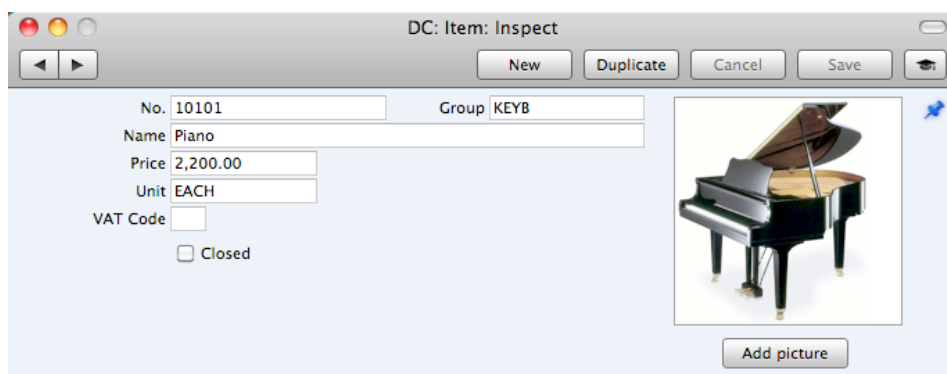 DC: Item: Inspect
New Duplicate Cancel Save
No. 10101 Group KEYB
Name Piano
Price 2,200.00
Unit EACH
VAT Code
Closed
Add picture